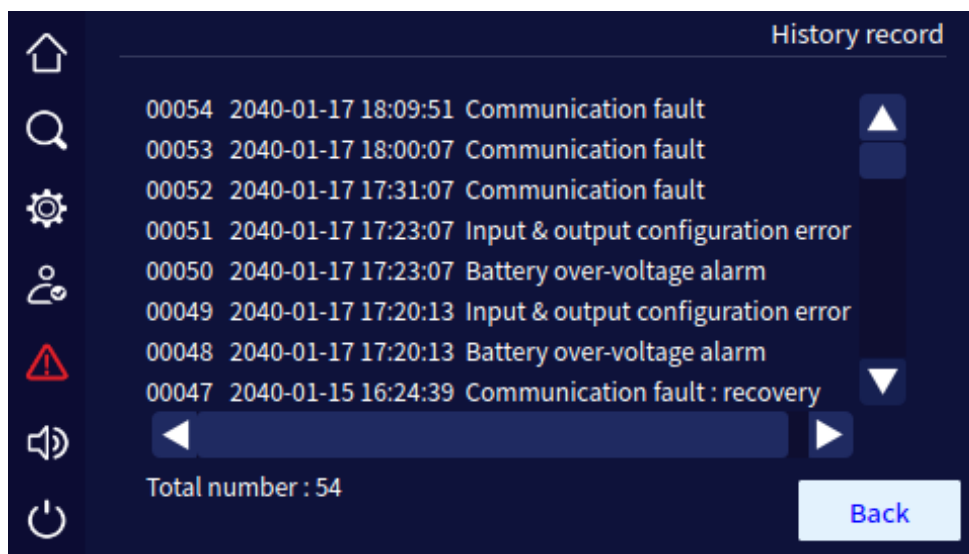 History record
00054 2040-01-17 18:09:51 Communication fault
00053 2040-01-17 18:00:07 Communication fault
00052 2040-01-17 17:31:07 Communication fault
00051 2040-01-17 17:23:07 Input & output configuration error
00050 2040-01-17 17:23:07 Battery over-voltage alarm
00049 2040-01-17 17:20:13 Input & output configuration error
00048 2040-01-17 17:20:13 Battery over-voltage alarm
00047 2040-01-15 16:24:39 Communication fault : recovery
Total number : 54
Back